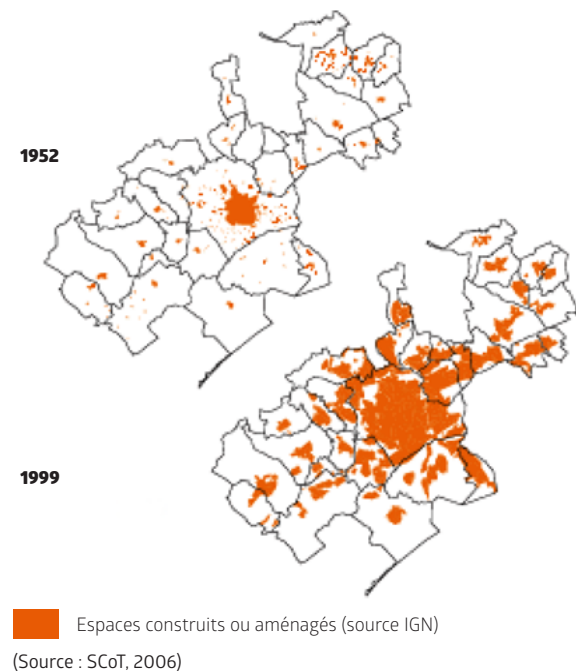 1952
1999
Espaces construits ou aménagés (source IGN)
(Source : SCoT, 2006)